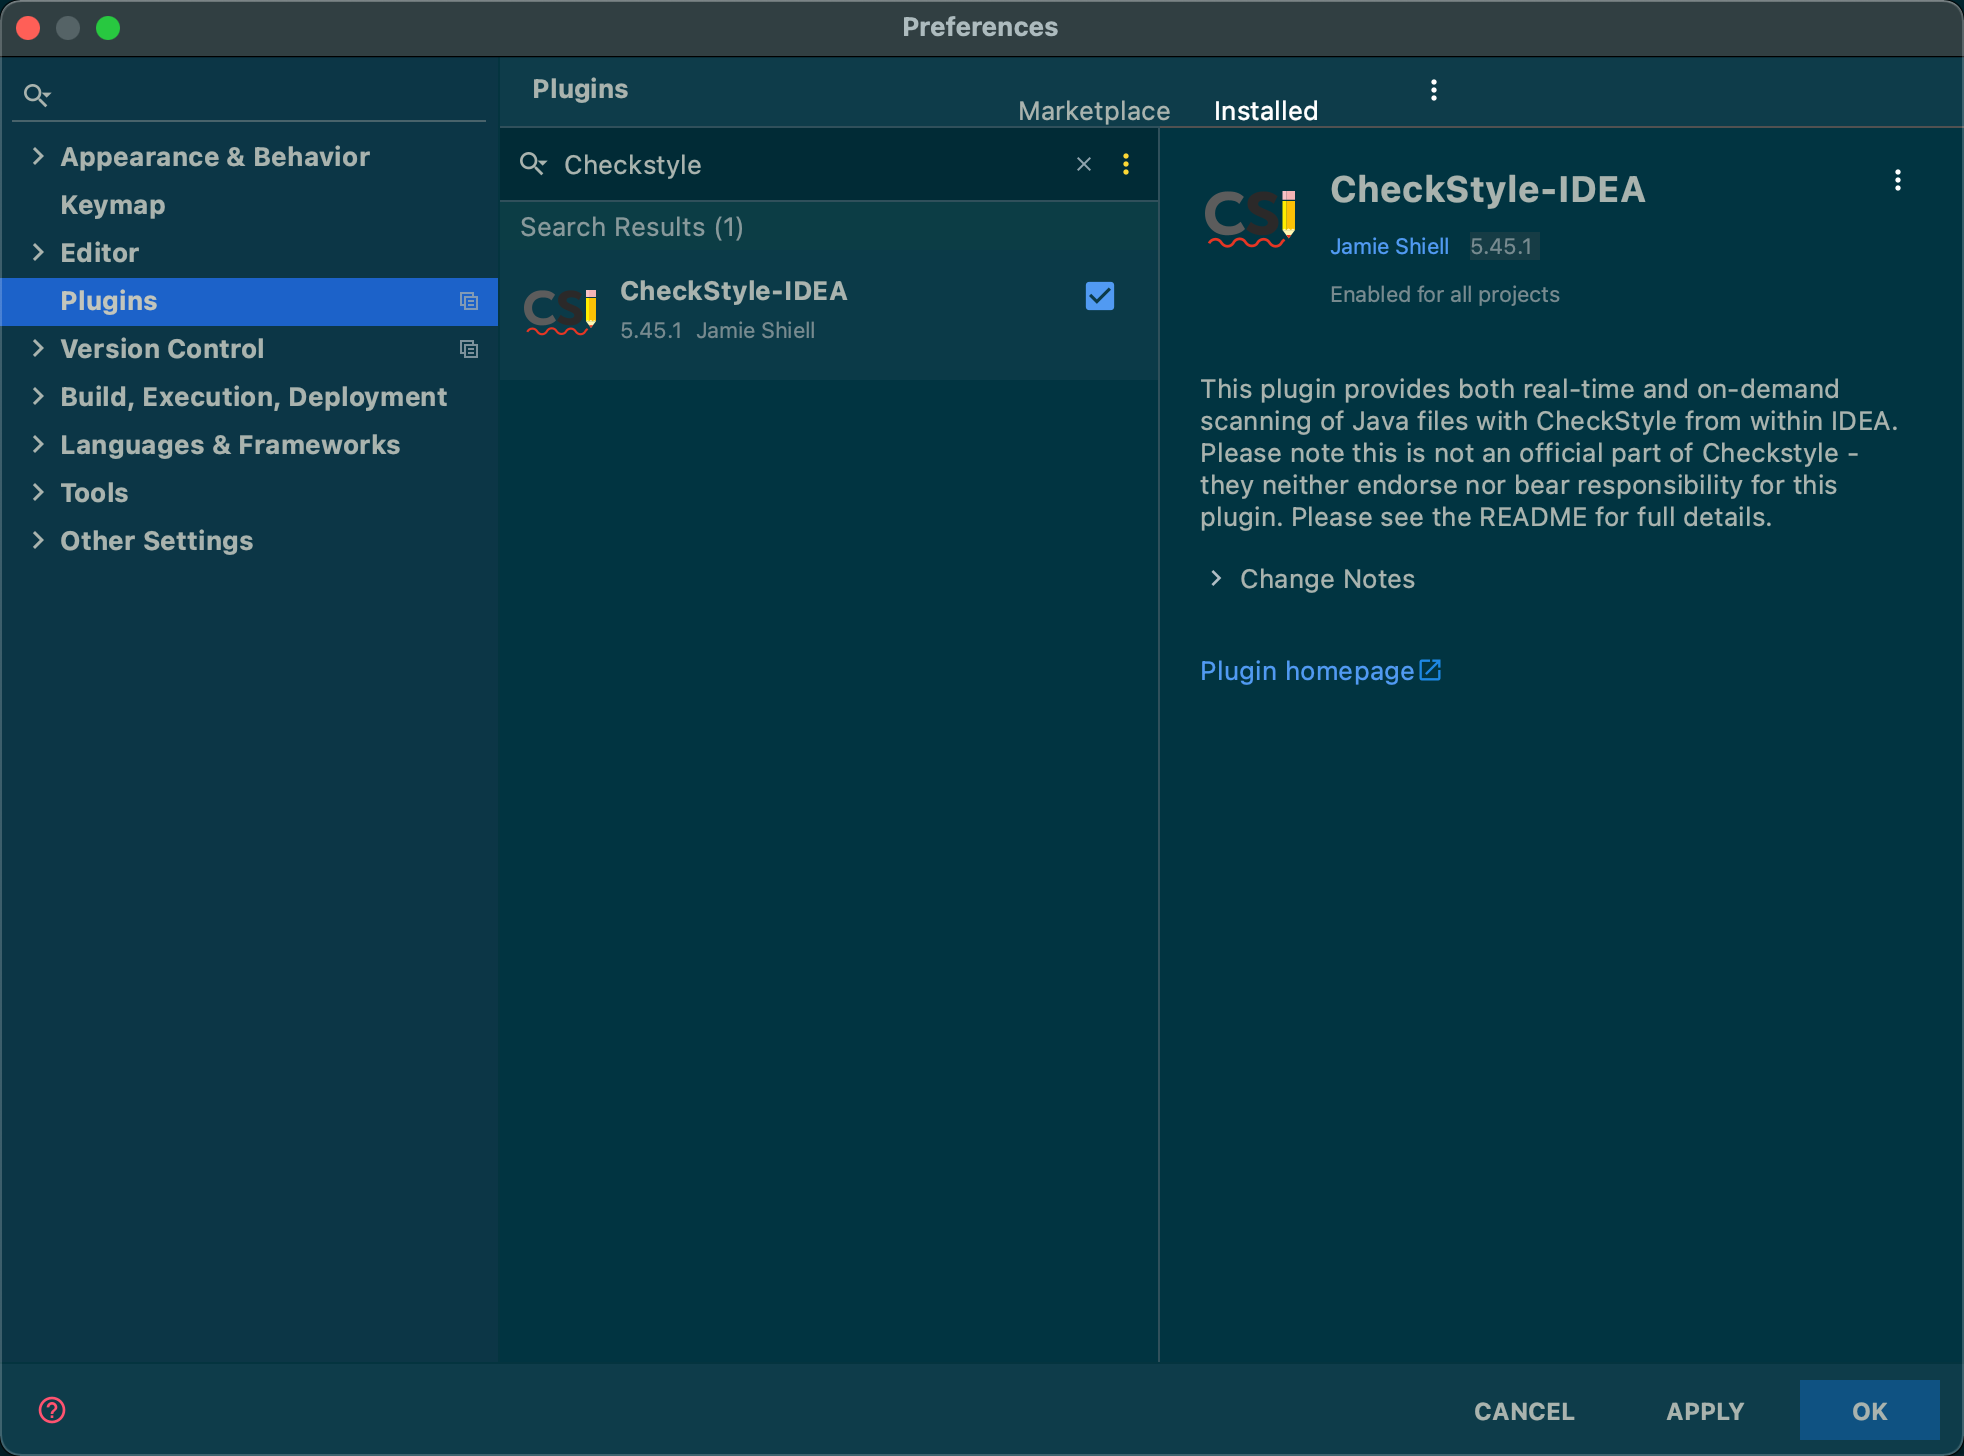 Preferences
Appearance & Behavior
Keymap
Editor
Plugins
Version Control
Build, Execution, Deployment
Languages & Frameworks
Tools
Other Settings
Plugins
Marketplace
Installed
Checkstyle
Search Results (1)
CSI
CheckStyle-IDEA
5.45.1 Jamie Shiell
CSI
CheckStyle-IDEA
Jamie Shiell 5.45.1
Enabled for all projects
This plugin provides both real-time and on-demand
scanning of Java files with CheckStyle from within IDEA.
Please note this is not an official part of Checkstyle -
they neither endorse nor bear responsibility for this
plugin. Please see the README for full details.
Change Notes
Plugin homepage
?
CANCEL
APPLY
OK